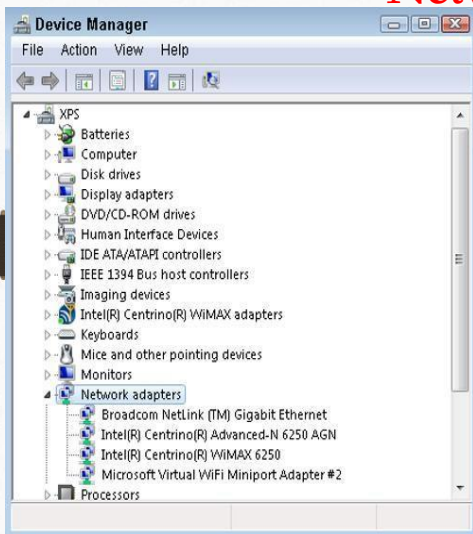 Device Manager
File Action View Help
XPS
Batteries
Computer
Disk drives
Display adapters
DVD/CD-ROM drives
Human Interface Devices
IDE ATA/ATAPI controllers
IEEE 1394 Bus host controllers
Imaging devices
Intel(R) Centrino(R) WiMAX adapters
Keyboards
Mice and other pointing devices
Monitors
Network adapters
Broadcom NetLink (TM) Gigabit Ethernet
Intel(R) Centrino(R) Advanced-N 6250 AGN
Intel(R) Centrino(R) WiMAX 6250
Microsoft Virtual WiFi Miniport Adapter #2
Processors